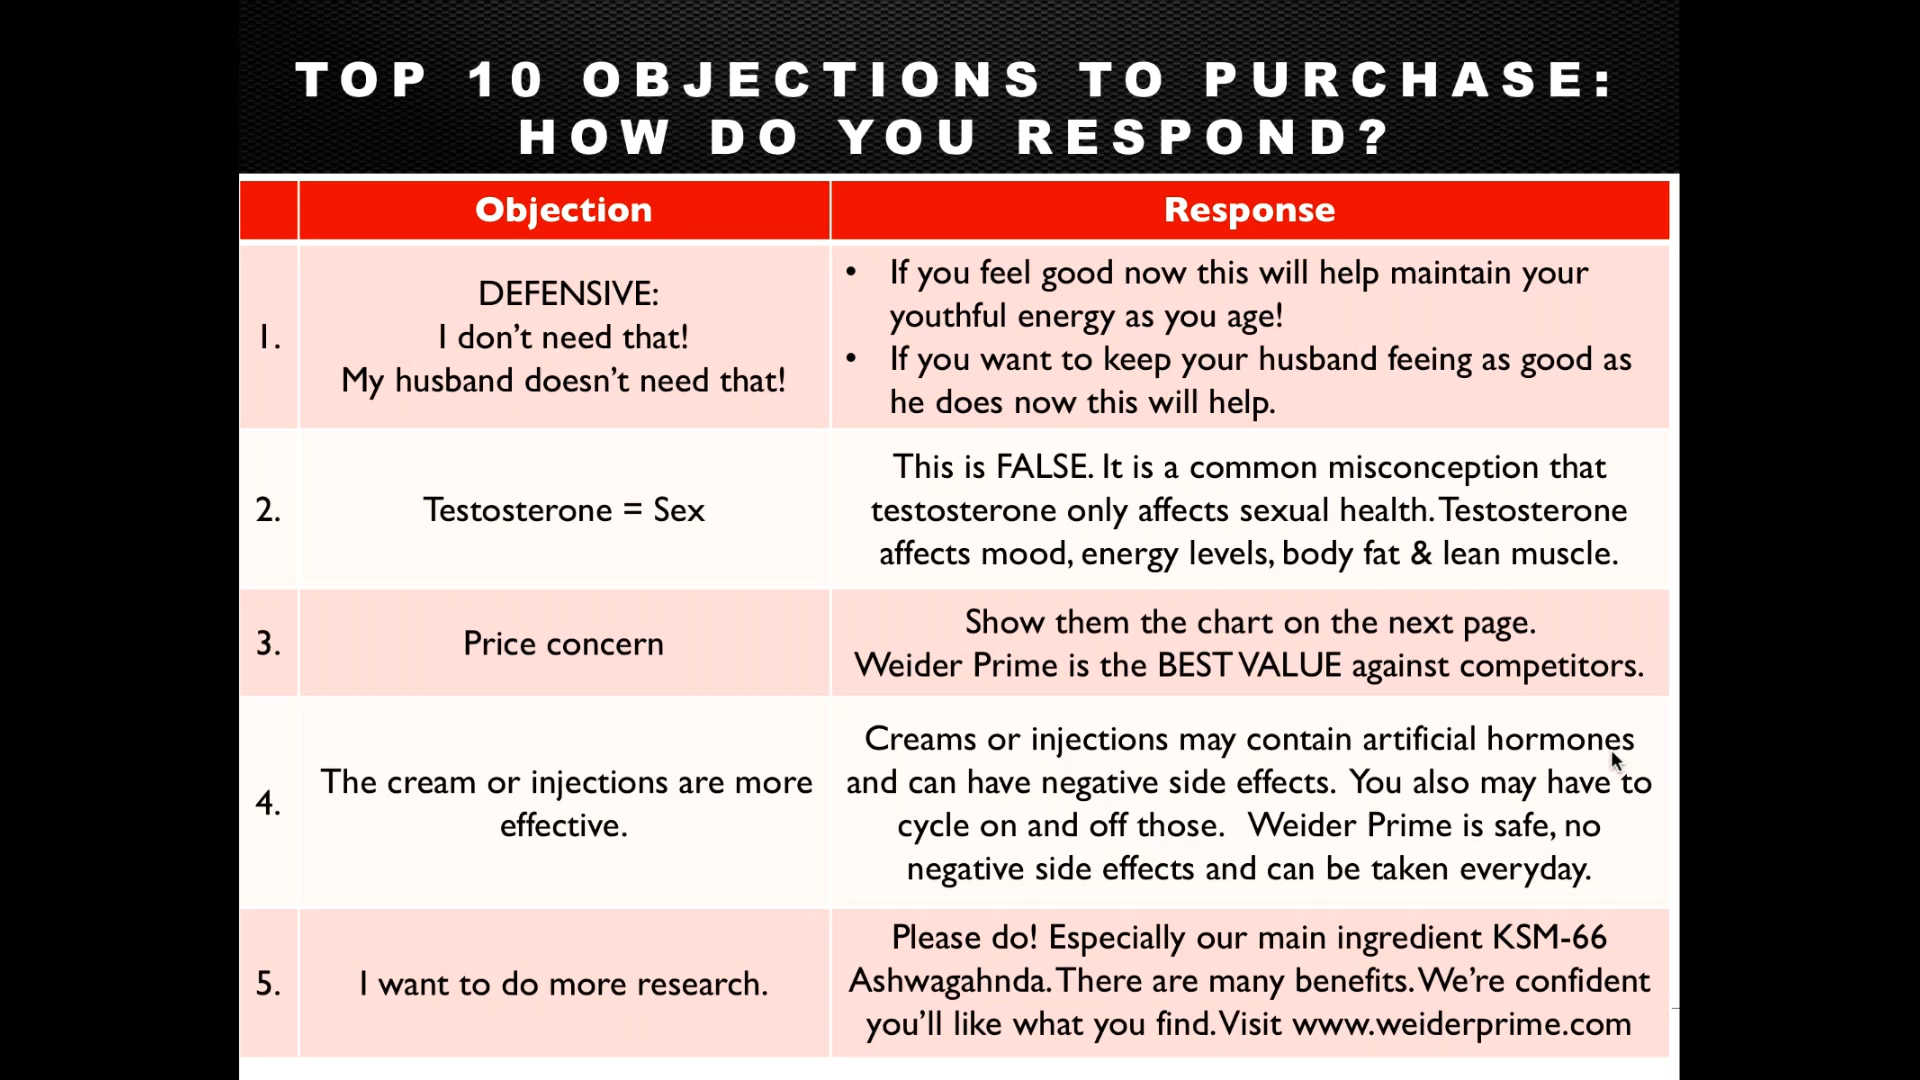 TOP 10 OBJECTIONS TO PURCHASE:
HOW DO YOU RESPOND?
Objection
Response
1.
DEFENSIVE:
I don't need that!
My husband doesn't need that!
• If you feel good now this will help maintain your
youthful energy as you age!
• If you want to keep your husband feeing as good as
he does now this will help.
2.
Testosterone = Sex
This is FALSE. It is a common misconception that
testosterone only affects sexual health. Testosterone
affects mood, energy levels, body fat & lean muscle.
3.
Price concern
Show them the chart on the next page.
Weider Prime is the BEST VALUE against competitors.
4.
The cream or injections are more
effective.
Creams or injections may contain artificial hormones
and can have negative side effects. You also may have to
cycle on and off those. Weider Prime is safe, no
negative side effects and can be taken everyday.
5.
I want to do more research.
Please do! Especially our main ingredient KSM-66
Ashwagahnda. There are many benefits. We're confident
you'll like what you find. Visit www.weiderprime.com